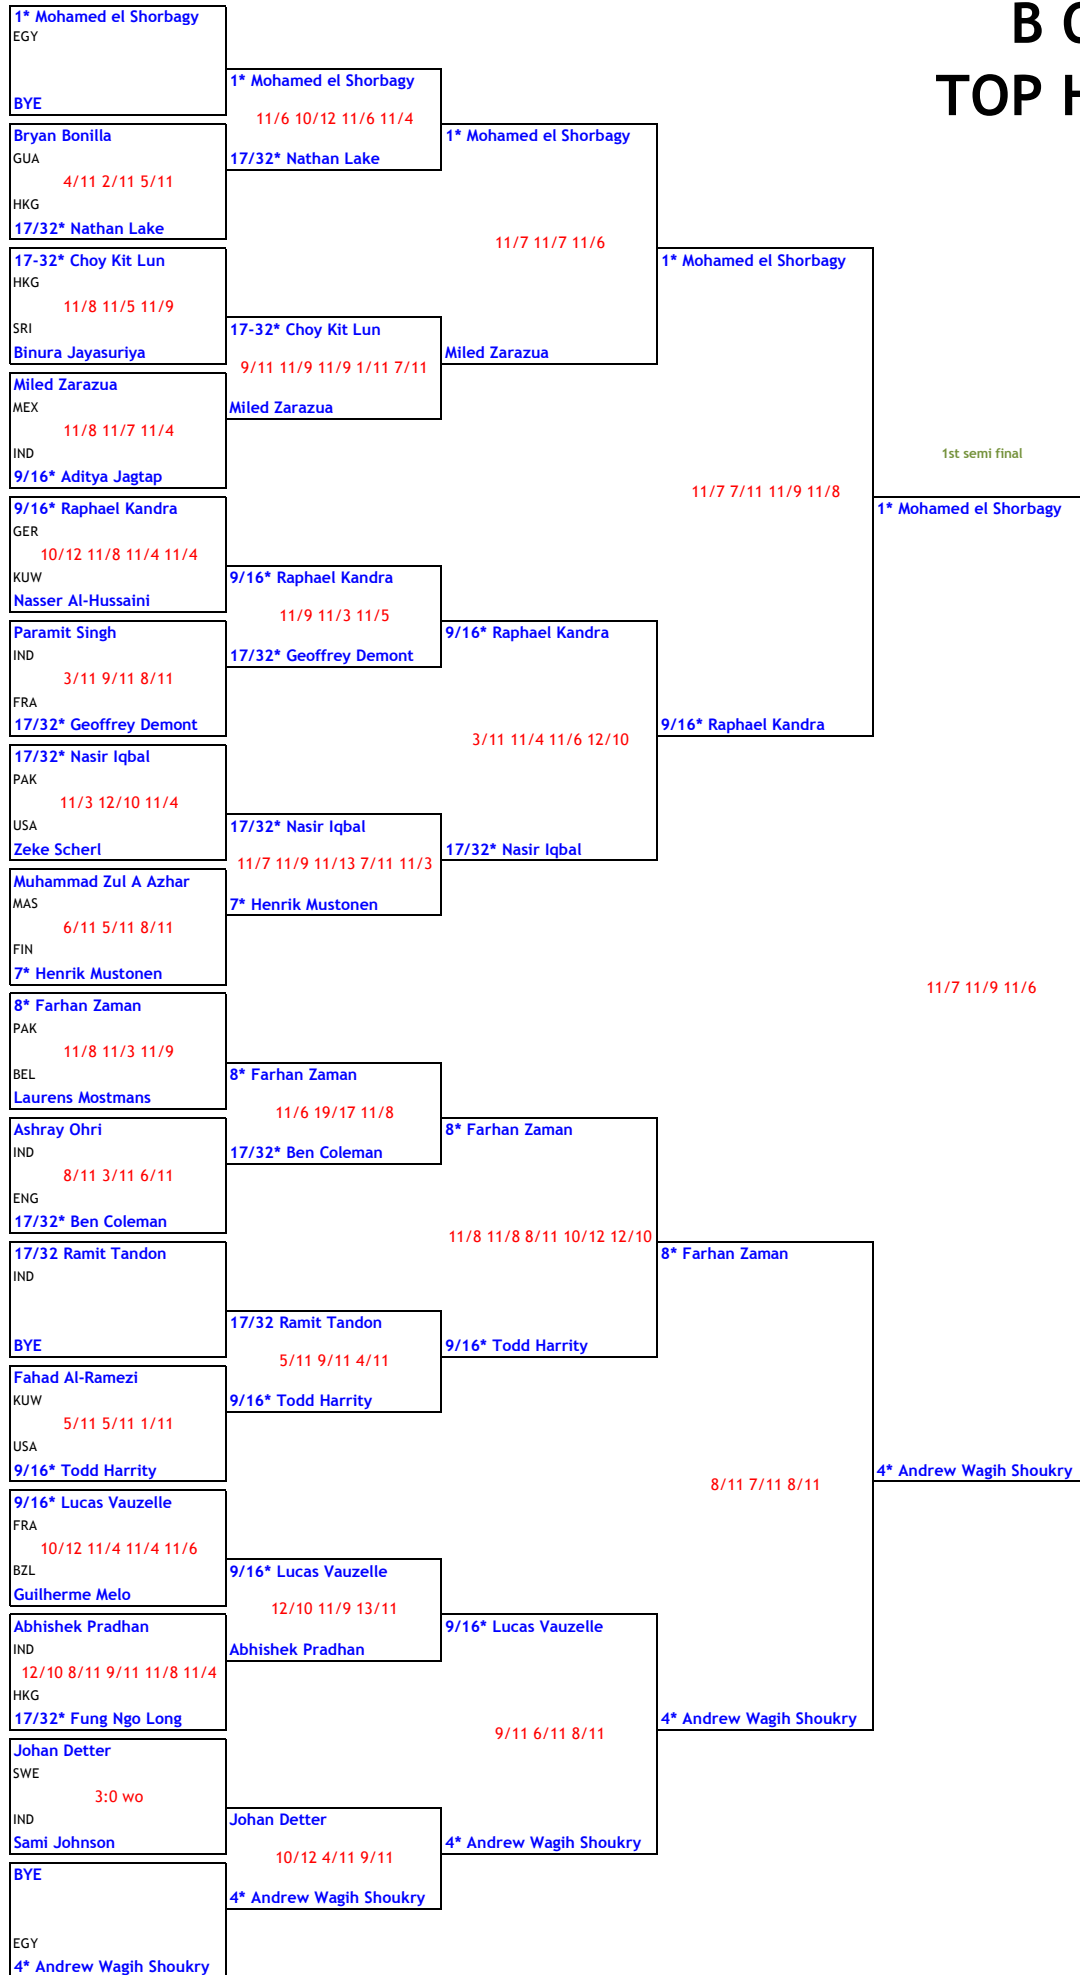 B
TOP
1* Mohamed el Shorbagy
EGY
BYE
Bryan Bonilla
GUA
4/11 2/11 5/11
HKG
17/32* Nathan Lake
17-32* Choy Kit Lun
HKG
11/8 11/5 11/9
SRI
Binura Jayasuriya
Miled Zarazua
MEX
11/8 11/7 11/4
IND
9/16* Aditya Jagtap
9/16* Raphael Kandra
GER
10/12 11/8 11/4 11/4
KUW
Nasser Al-Hussaini
Paramit Singh
IND
3/11 9/11 8/11
FRA
17/32* Geoffrey Demont
17/32* Nasir Iqbal
PAK
11/3 12/10 11/4
USA
Zeke Scherl
Muhammad Zul A Azhar
MAS
6/11 5/11 8/11
FIN
7* Henrik Mustonen
8* Farhan Zaman
PAK
11/8 11/3 11/9
BEL
Laurens Mostmans
Ashray Ohri
IND
8/11 3/11 6/11
ENG
17/32* Ben Coleman
17/32 Ramit Tandon
IND
BYE
Fahad Al-Ramezi
KUW
5/11 5/11 1/11
USA
9/16* Todd Harrity
9/16* Lucas Vauzelle
FRA
10/12 11/4 11/4 11/6
BZL
Guilherme Melo
Abhishek Pradhan
IND
12/10 8/11 9/11 11/8 11/4
HKG
17/32* Fung Ngo Long
Johan Detter
SWE
3:0 wo
IND
Sami Johnson
BYE
EGY
4* Andrew Wagih Shoukry
1* Mohamed el Shorbagy
11/6 10/12 11/6 11/4
17/32* Nathan Lake
17-32* Choy Kit Lun
9/11 11/9 11/9 1/11 7/11
Miled Zarazua
9/16* Raphael Kandra
11/9 11/3 11/5
17/32* Geoffrey Demont
17/32* Nasir Iqbal
11/7 11/9 11/13 7/11 11/3
7* Henrik Mustonen
8* Farhan Zaman
11/6 19/17 11/8
17/32* Ben Coleman
17/32 Ramit Tandon
5/11 9/11 4/11
9/16* Todd Harrity
9/16* Lucas Vauzelle
12/10 11/9 13/11
Abhishek Pradhan
Johan Detter
10/12 4/11 9/11
4* Andrew Wagih Shoukry
1* Mohamed el Shorbagy
11/7 11/7 11/6
Miled Zarazua
9/16* Raphael Kandra
3/11 11/4 11/6 12/10
17/32* Nasir Iqbal
8* Farhan Zaman
11/8 11/8 8/11 10/12 12/10
9/16* Todd Harrity
9/16* Lucas Vauzelle
9/11 6/11 8/11
4* Andrew Wagih Shoukry
1* Mohamed el Shorbagy
11/7 7/11 11/9 11/8
9/16* Raphael Kandra
8* Farhan Zaman
8/11 7/11 8/11
4* Andrew Wagih Shoukry
1st semi final
1* Mohamed el Shorbagy
11/7 11/9 11/6
4* Andrew Wagih Shoukry